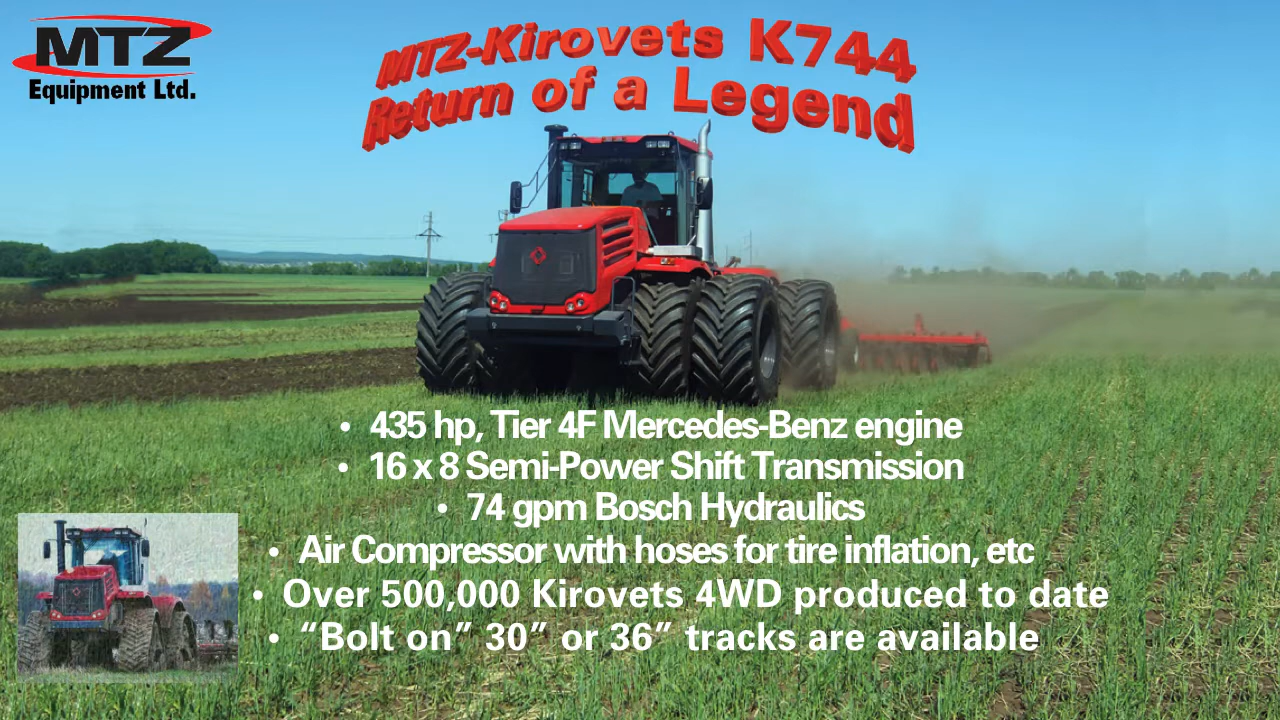 MTZ
Equipment Ltd.
MTZ-Kirovets K744
Return of a Legend
• 435 hp, Tier 4F Mercedes-Benz engine
• 16 x 8 Semi-Power Shift Transmission
• 74 gpm Bosch Hydraulics
• Air Compressor with hoses for tire inflation, etc
• Over 500,000 Kirovets 4WD produced to date
• “Bolt on” 30” or 36” tracks are available